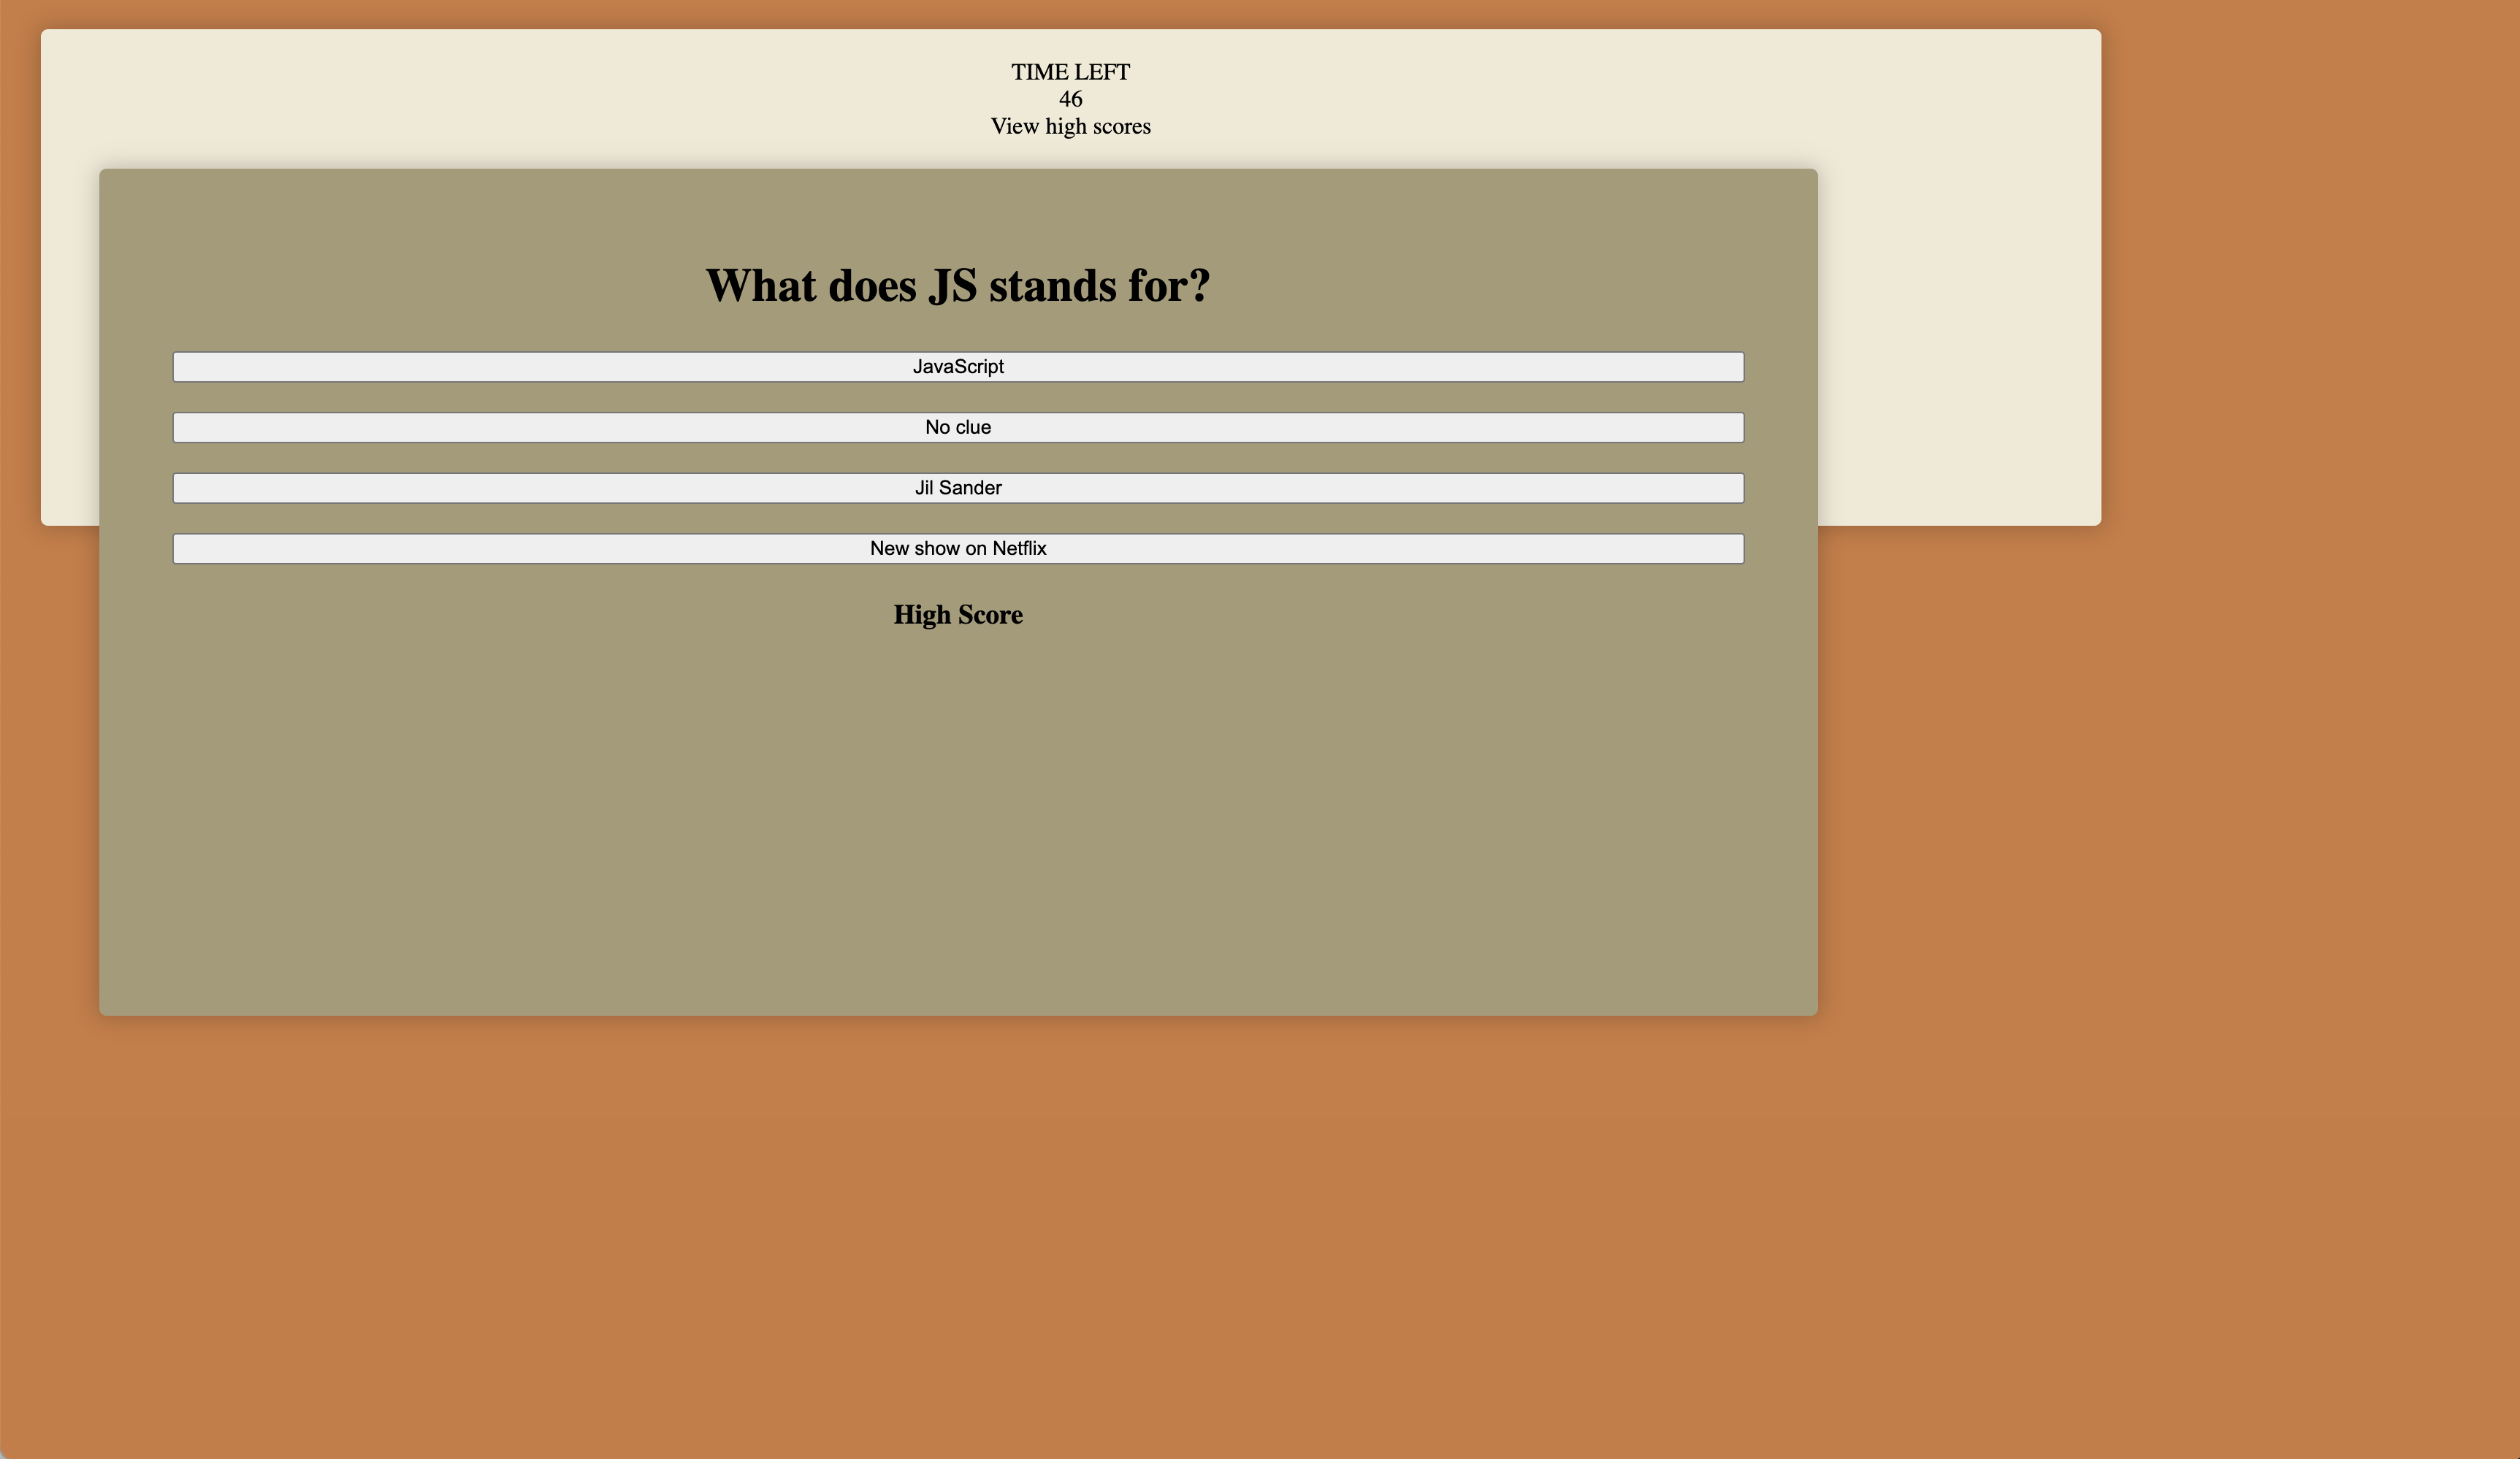 TIME LEFT
46
View high scores
What does JS stands for?
JavaScript
No clue
Jil Sander
New show on Netflix
High Score